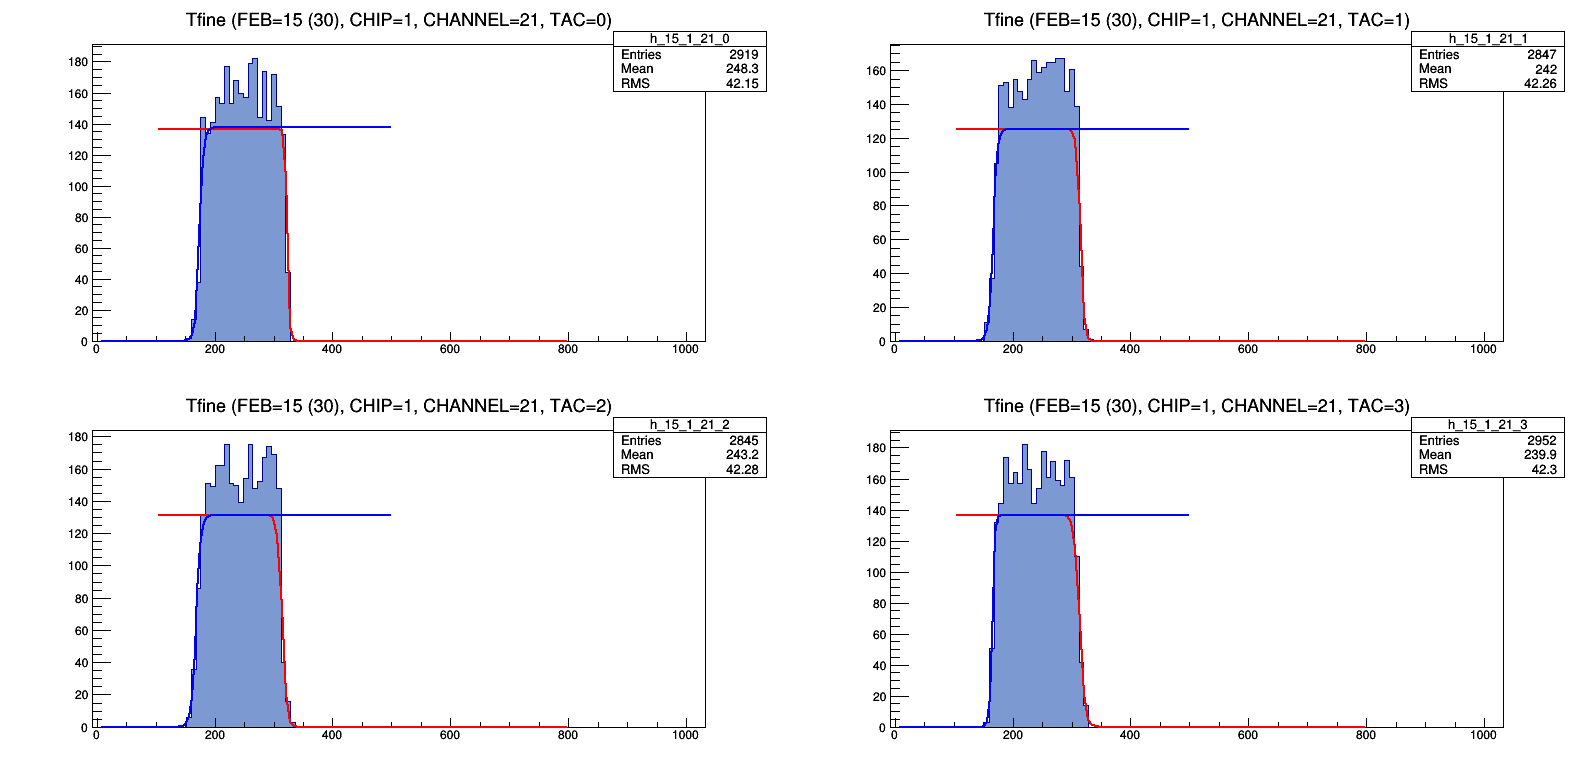 Tfine (FEB=15 (30), CHIP=1, CHANNEL=21, TAC=0)
h_15_1_21_0
Entries 2919
Mean 248.3
RMS 42.15
180
160
140
120
100
80
60
40
20
0
0 200 400 600 800 1000
Tfine (FEB=15 (30), CHIP=1, CHANNEL=21, TAC=1)
h_15_1_21_1
Entries 2847
Mean 242
RMS 42.26
160
140
120
100
80
60
40
20
0
0 200 400 600 800 1000
Tfine (FEB=15 (30), CHIP=1, CHANNEL=21, TAC=2)
h_15_1_21_2
Entries 2845
Mean 243.2
RMS 42.28
180
160
140
120
100
80
60
40
20
0
0 200 400 600 800 1000
Tfine (FEB=15 (30), CHIP=1, CHANNEL=21, TAC=3)
h_15_1_21_3
Entries 2952
Mean 239.9
RMS 42.3
180
160
140
120
100
80
60
40
20
0
0 200 400 600 800 1000